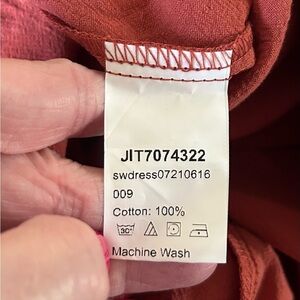 JIT7074322
swdress07210616
009
Cotton: 100%
30°
Machine Wash